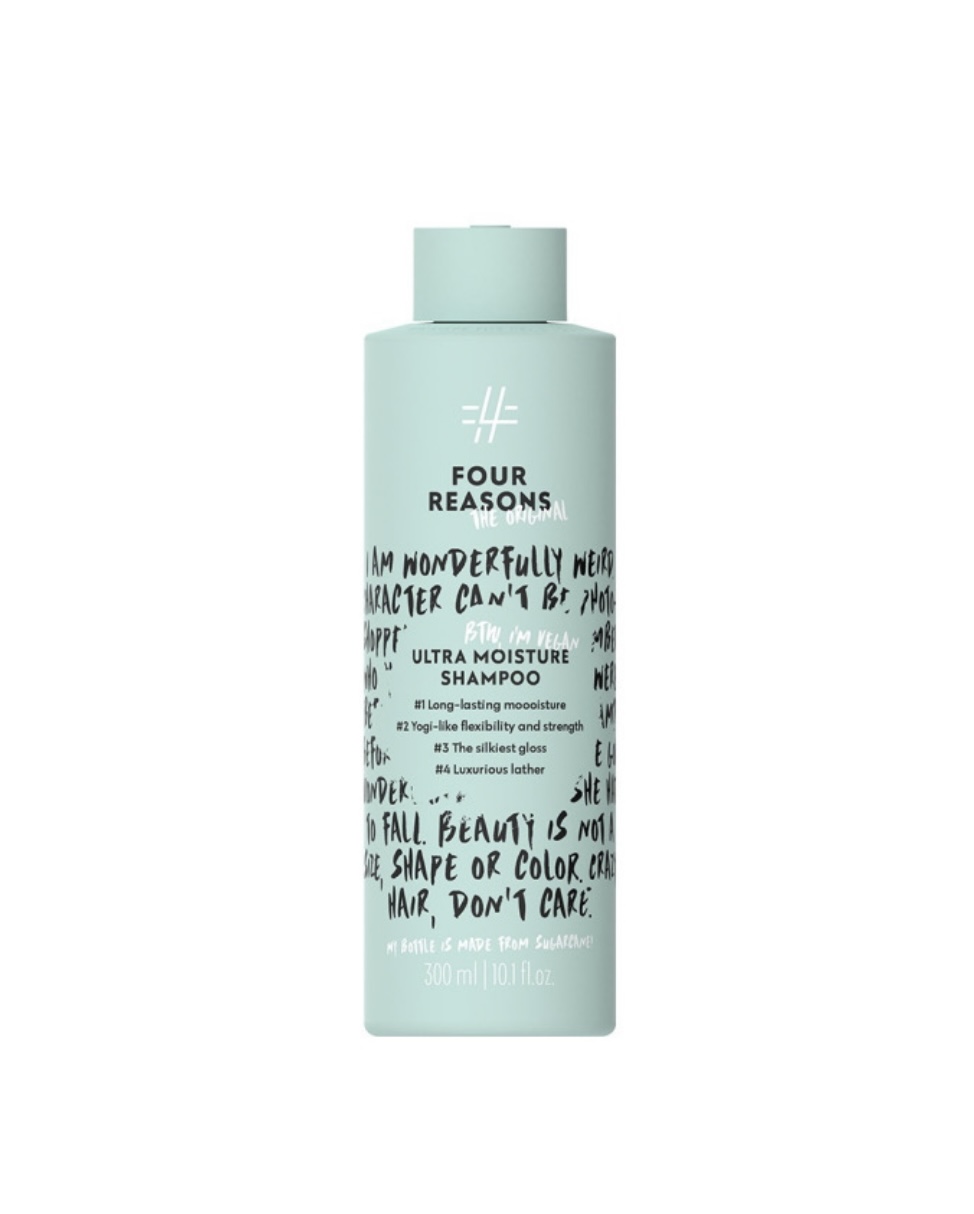 FOUR
REASONS
THE ORIGINAL
I AM WONDERFULLY WEIRD
CAN'T
BTW, I'M VEGAN
ULTRA MOISTURE
SHAMPOO
#1 Long-lasting moooisture
#2 Yogi-like flexibility and strength
#3 The silkiest gloss
#4 Luxurious lather
TO FALL. BEAUTY IS NOT A
SHAPE OR COLOR.
HAIR, DON'T CARE.
MY BOTTLE IS MADE FROM SUGARCANE!
300 ml | 10.1 fl.oz.